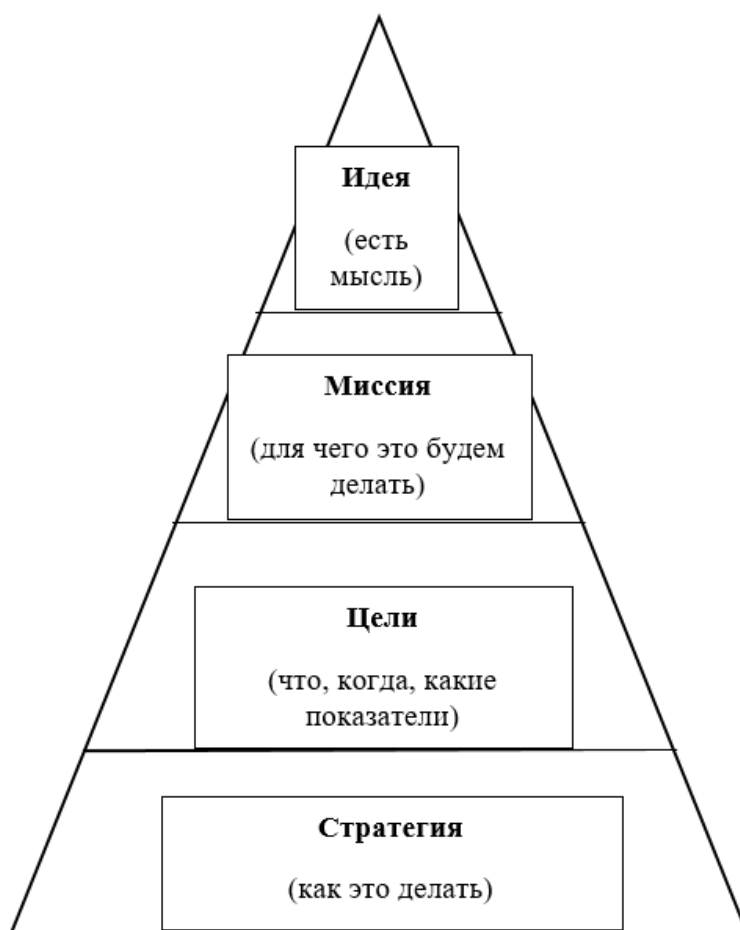 Идея
(есть
мысль)
Миссия
(для чего это будем
делать)
Цели
(что, когда, какие
показатели)
Стратегия
(как это делать)